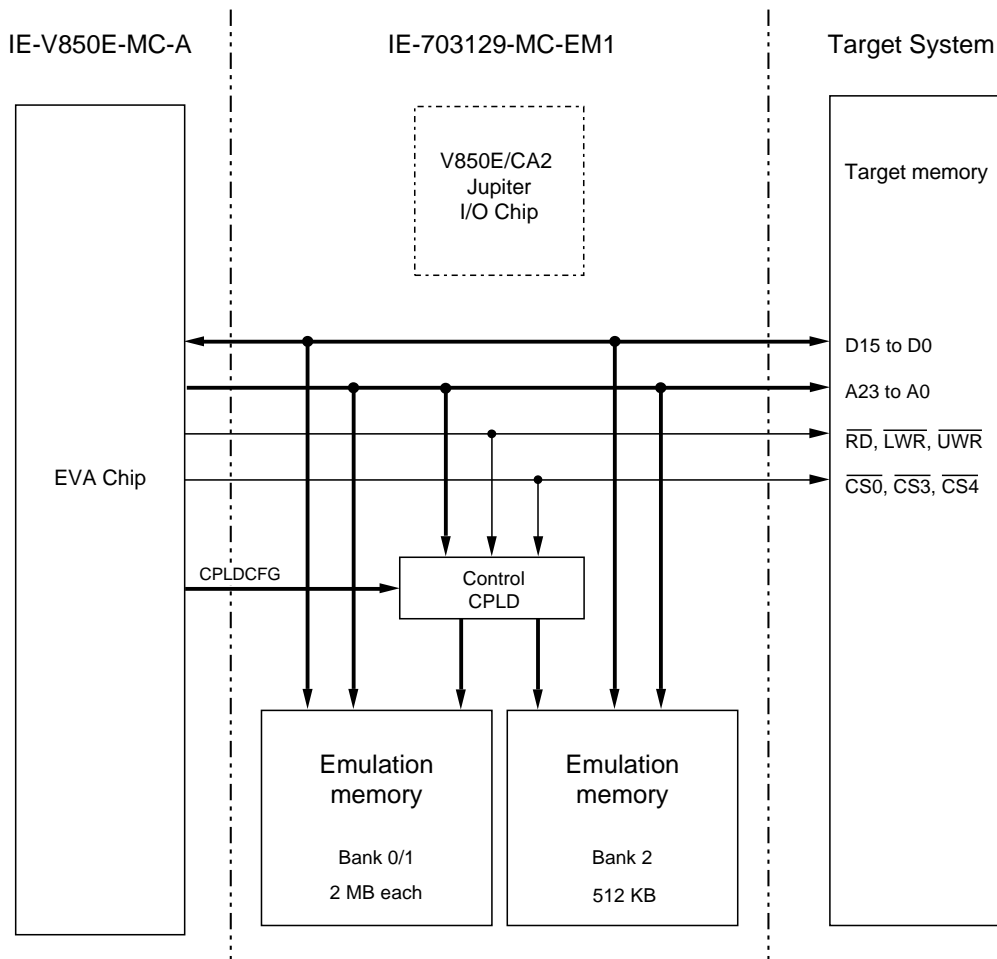 IE-V850E-MC-A
IE-703129-MC-EM1
Target System
V850E/CA2
Jupiter
I/O Chip
Target memory
D15 to D0
A23 to A0
RD, LWR, UWR
EVA Chip
CS0, CS3, CS4
CPLDCFG
Control
CPLD
Emulation
memory
Bank 0/1
2 MB each
Emulation
memory
Bank 2
512 KB